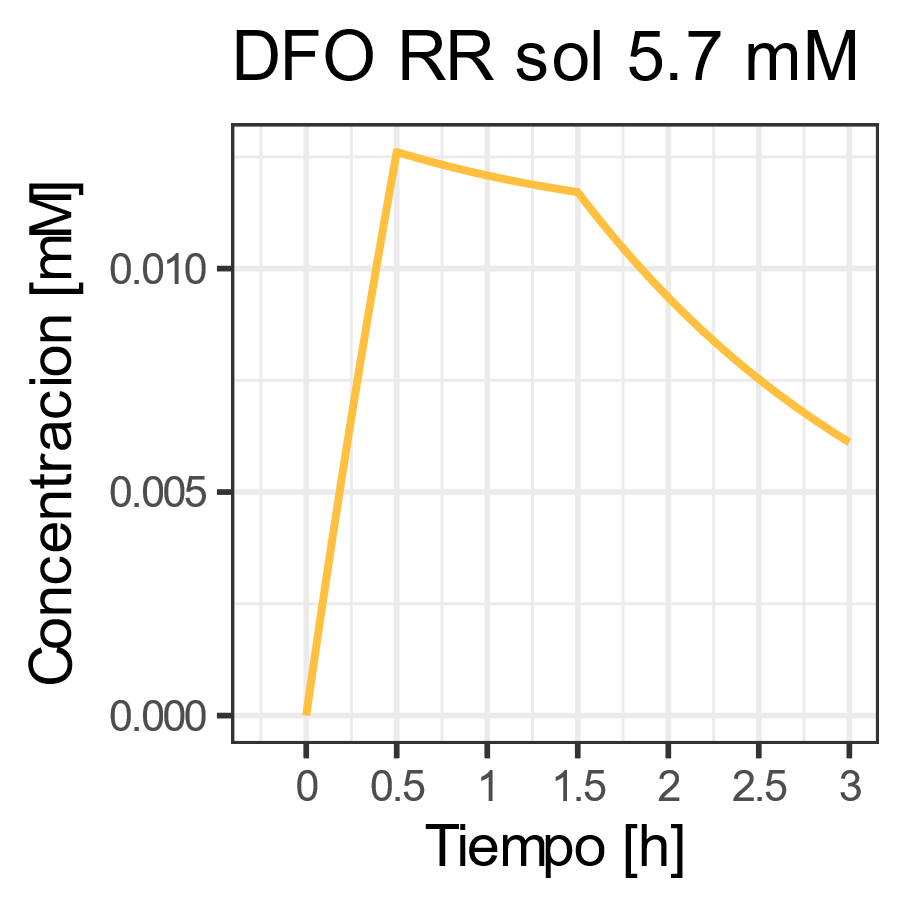 DFO RR sol 5.7 mM
Concentracion [mM]
0.010
0.005
0.000
0 0.5 1 1.5 2 2.5 3
Tiempo [h]